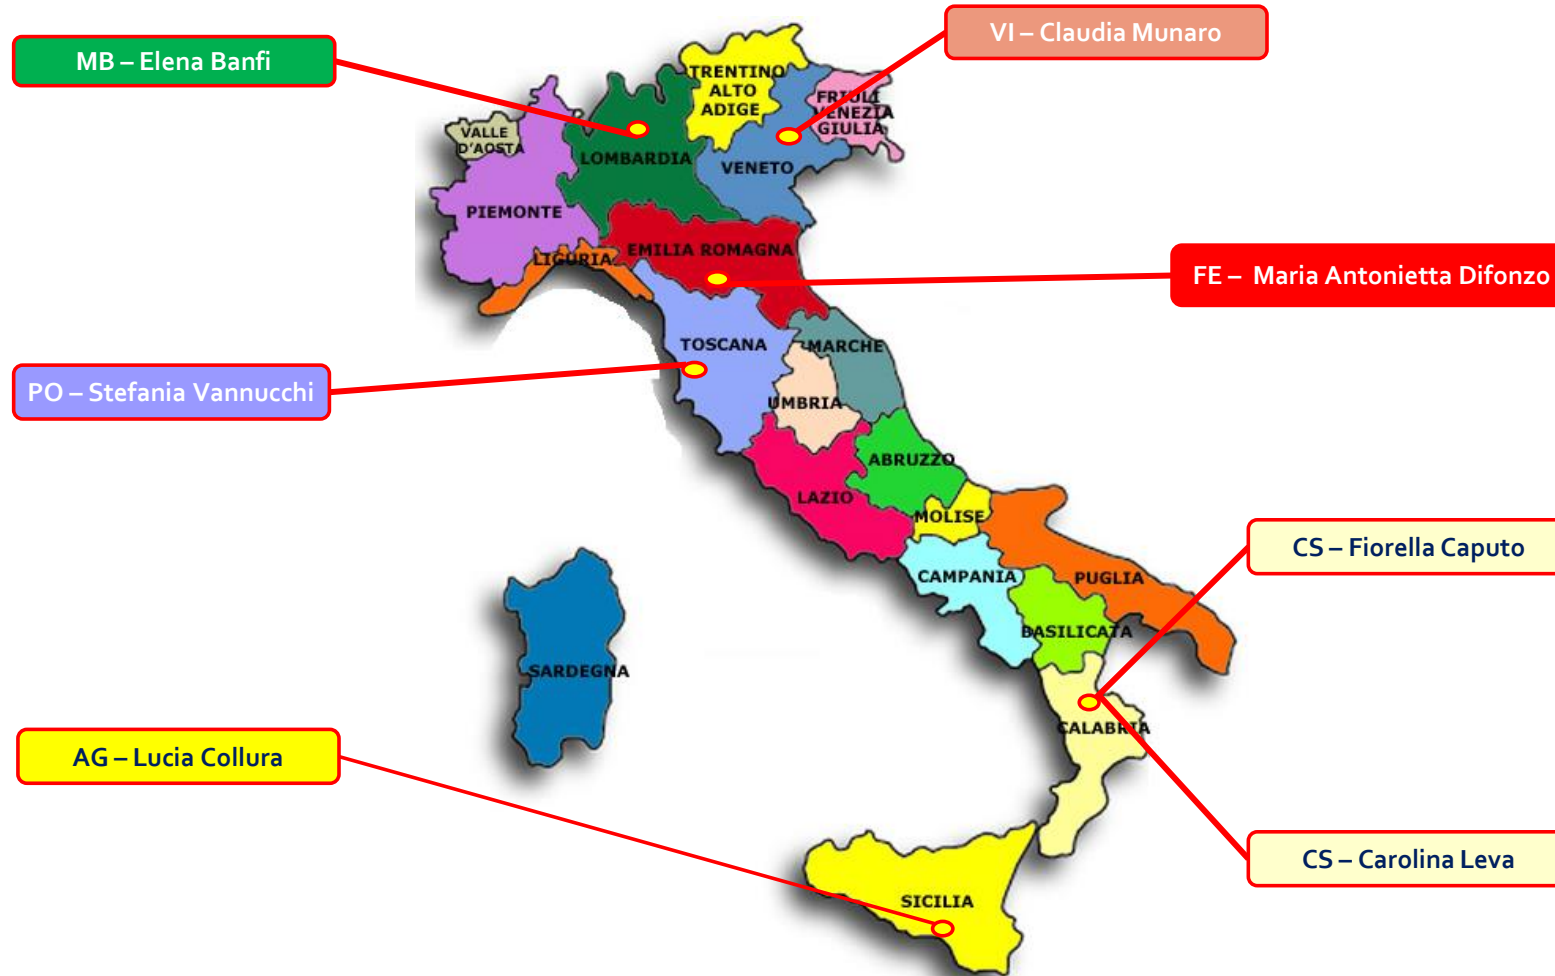 VI – Claudia Munaro
MB – Elena Banfi
TRENTINO
ALTO
ADIGE
FRIULI
VENEZIA
GIULIA
VALLE
D'AOSTA
LOMBARDIA
VENETO
PIEMONTE
EMILIA ROMAGNA
LIGURIA
FE – Maria Antonietta Difonzo
TOSCANA
MARCHE
PO – Stefania Vannucchi
UMBRIA
ABRUZZO
LAZIO
MOLISE
CS – Fiorella Caputo
CAMPANIA
PUGLIA
BASILICATA
SARDEGNA
CALABRIA
AG – Lucia Collura
CS – Carolina Leva
SICILIA